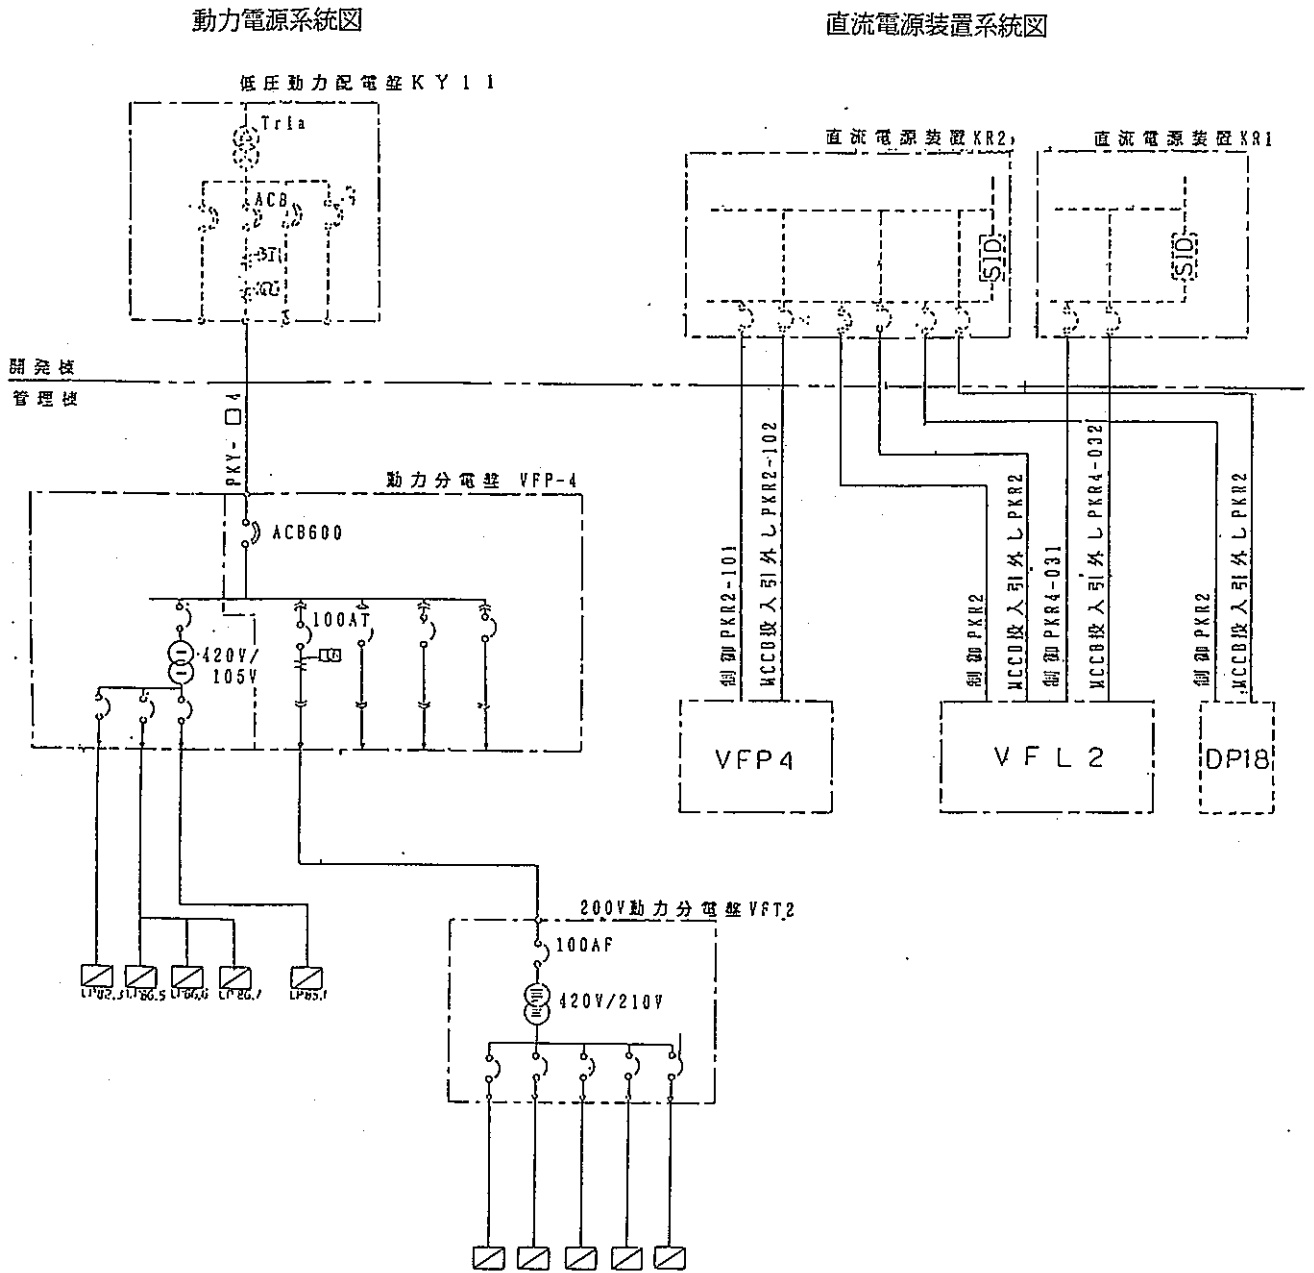 動力電源系統図
直流電源装置系統図
低圧動力配電盤KY11
Tr1a
ACB
直流電源装置KR2
直流電源装置KR1
SID
SID
開発棟
管理棟
PKY-□4
動力分電盤 VFP-4
ACB600
100AT
420V/
105V
制御PKR2-101
MCCB投入引外しPKR2-102
制御PKR2
MCCB投入引外しPKR2
制御PKR4-031
MCCB投入引外しPKR4-032
制御PKR2
MCCB投入引外しPKR2
VFP4
VFL2
DP18
200V動力分電盤VFT2
100AF
420V/210V